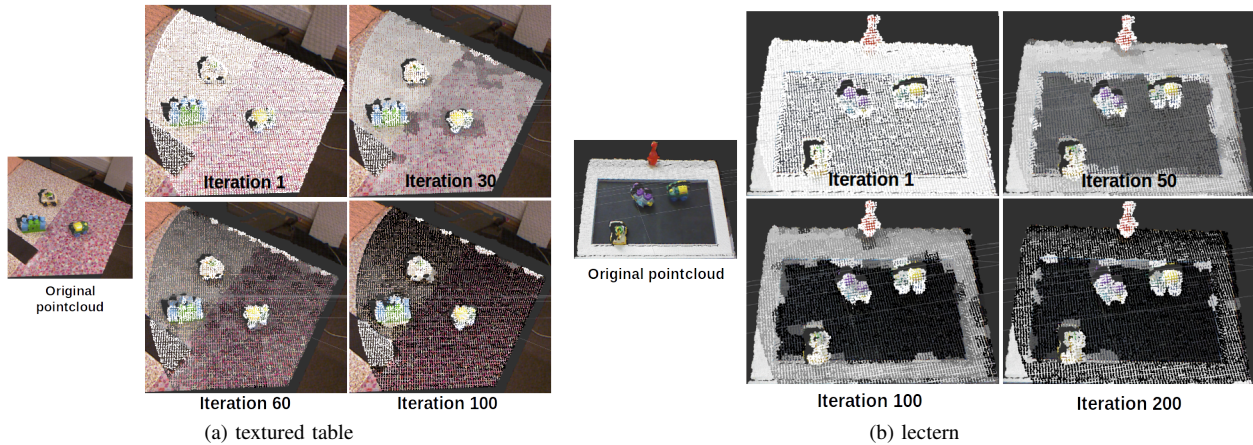 Original
pointcloud
Iteration 1
Iteration 30
Iteration 60
Iteration 100
(a) textured table
Original pointcloud
Iteration 1
Iteration 50
Iteration 100
Iteration 200
(b) lectern